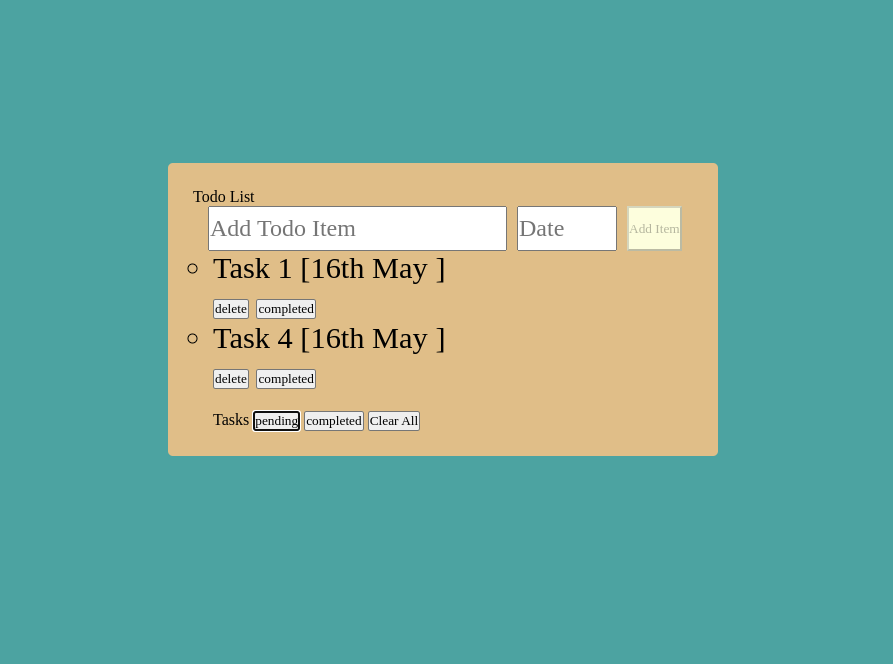 Todo List
Add Todo Item Date Add Item
Task 1 [16th May ]
delete completed
Task 4 [16th May ]
delete completed
Tasks pending completed Clear All